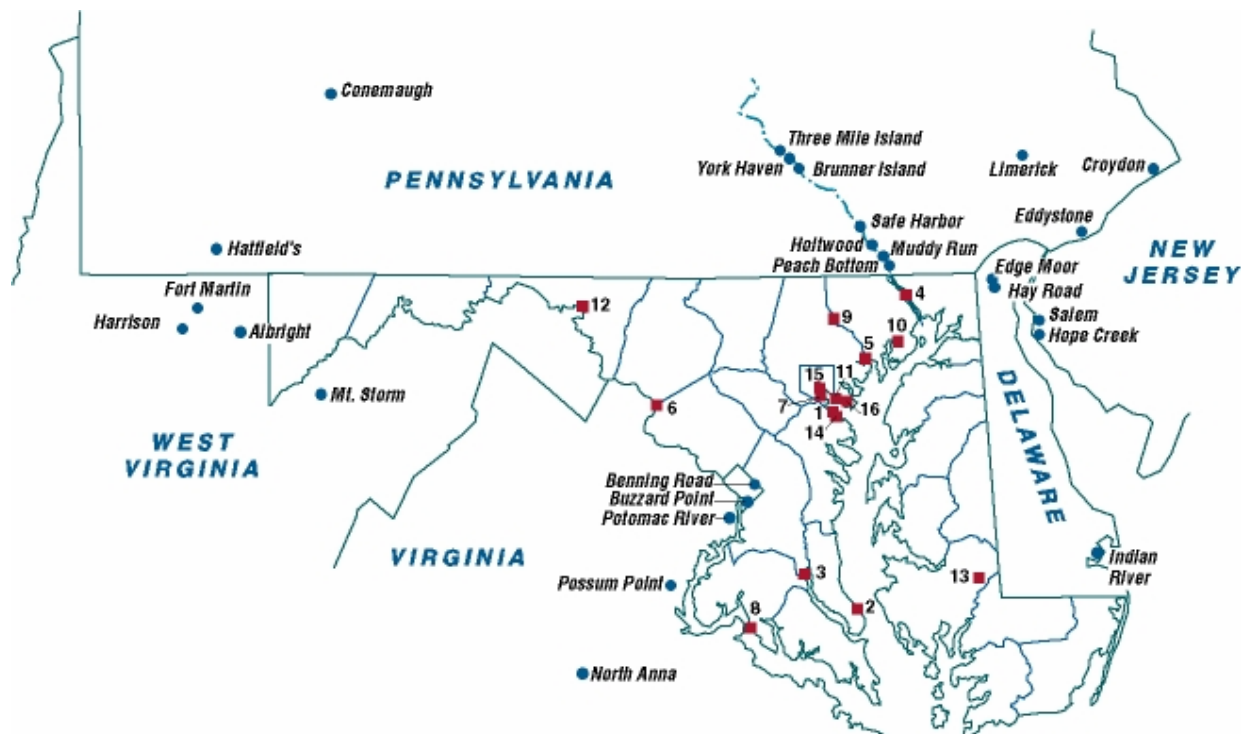 Conemaugh
Three Mile Island
York Haven
Brunner Island
Limerick
Croydon
PENNSYLVANIA
Safe Harbor
Eddystone
Holtwood
Muddy Run
Peach Bottom
NEW
JERSEY
Hatfield's
Edge Moor
Hay Road
Fort Martin
Harrison
Albright
12
4
9
10
Salem
Hope Creek
5
15
11
Mt. Storm
6
7
1
16
14
WEST
VIRGINIA
DELAWARE
Benning Road
Buzzard Point
Potomac River
VIRGINIA
Possum Point
3
13
Indian
River
2
8
North Anna